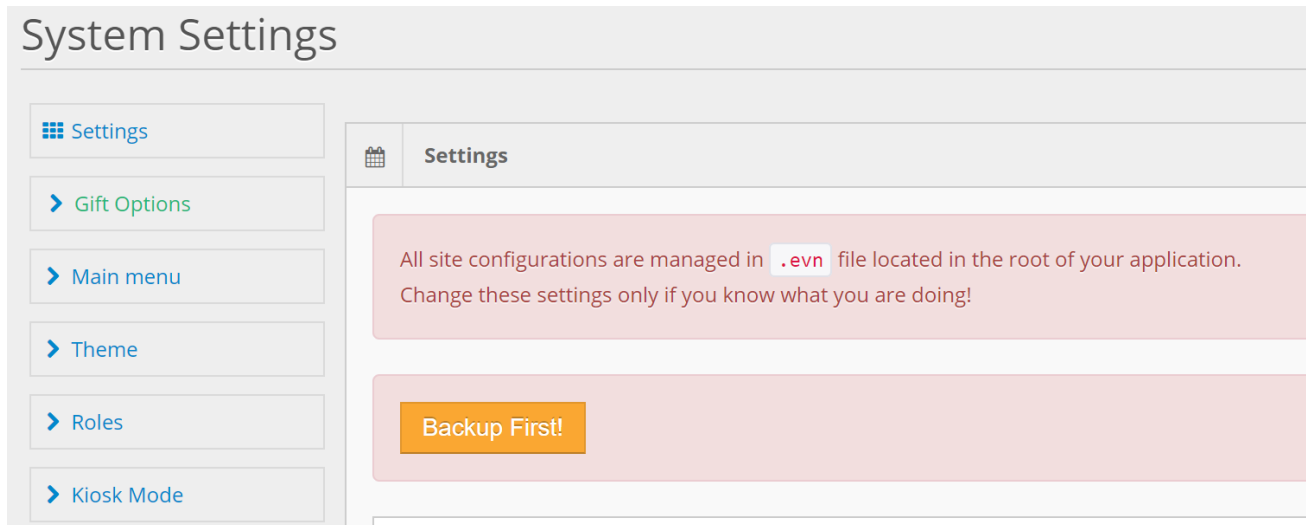 System Settings
Settings
Gift Options
Main menu
Theme
Roles
Kiosk Mode
Settings
All site configurations are managed in .evn file located in the root of your application.
Change these settings only if you know what you are doing!
Backup First!